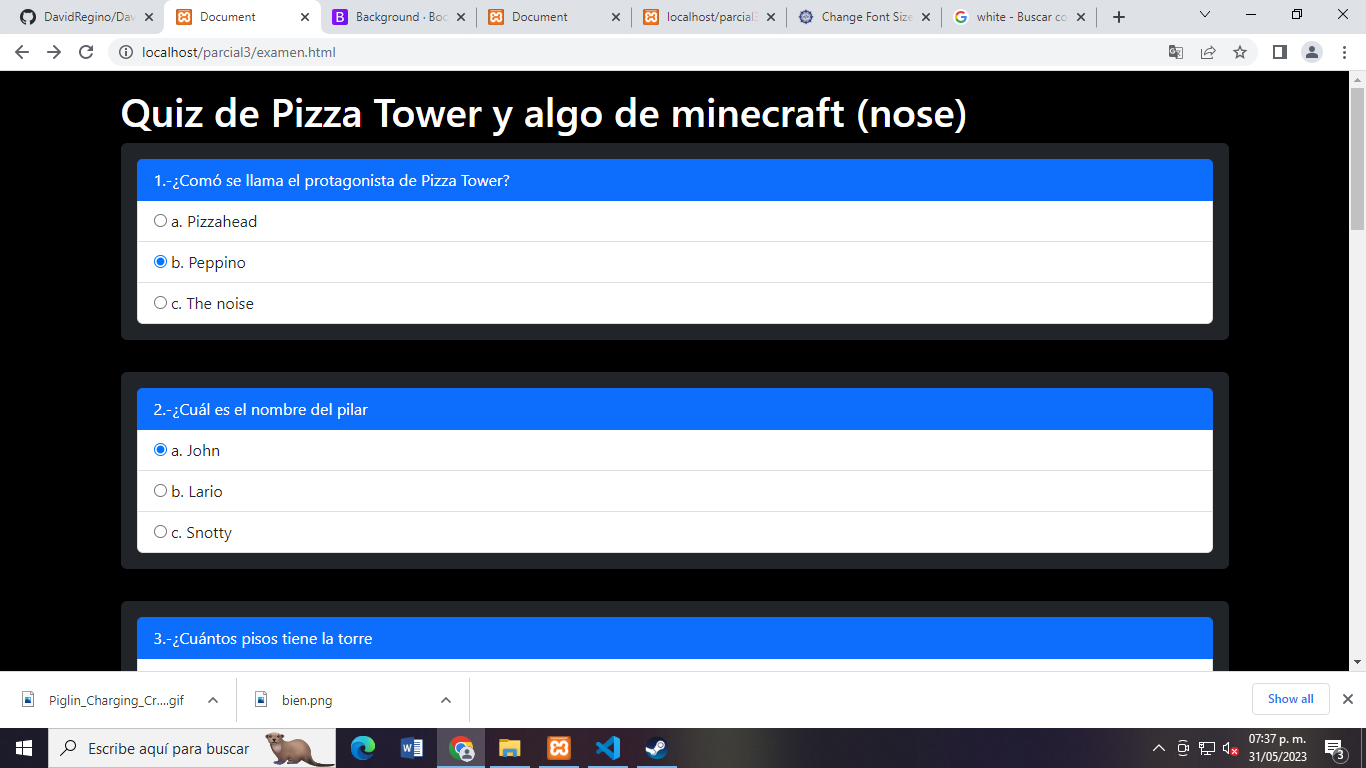 DavidRegino/Dav
Document
Background · Boo
Document
localhost/parcial3
Change Font Size
white - Buscar co
localhost/parcial3/examen.html
Quiz de Pizza Tower y algo de minecraft (nose)
1.-¿Comó se llama el protagonista de Pizza Tower?
a. Pizzahead
b. Peppino
c. The noise
2.-¿Cuál es el nombre del pilar
a. John
b. Lario
c. Snotty
3.-¿Cuántos pisos tiene la torre
Piglin_Charging_Cr....gif
bien.png
Show all
Escribe aquí para buscar
07:37 p. m.
31/05/2023
3